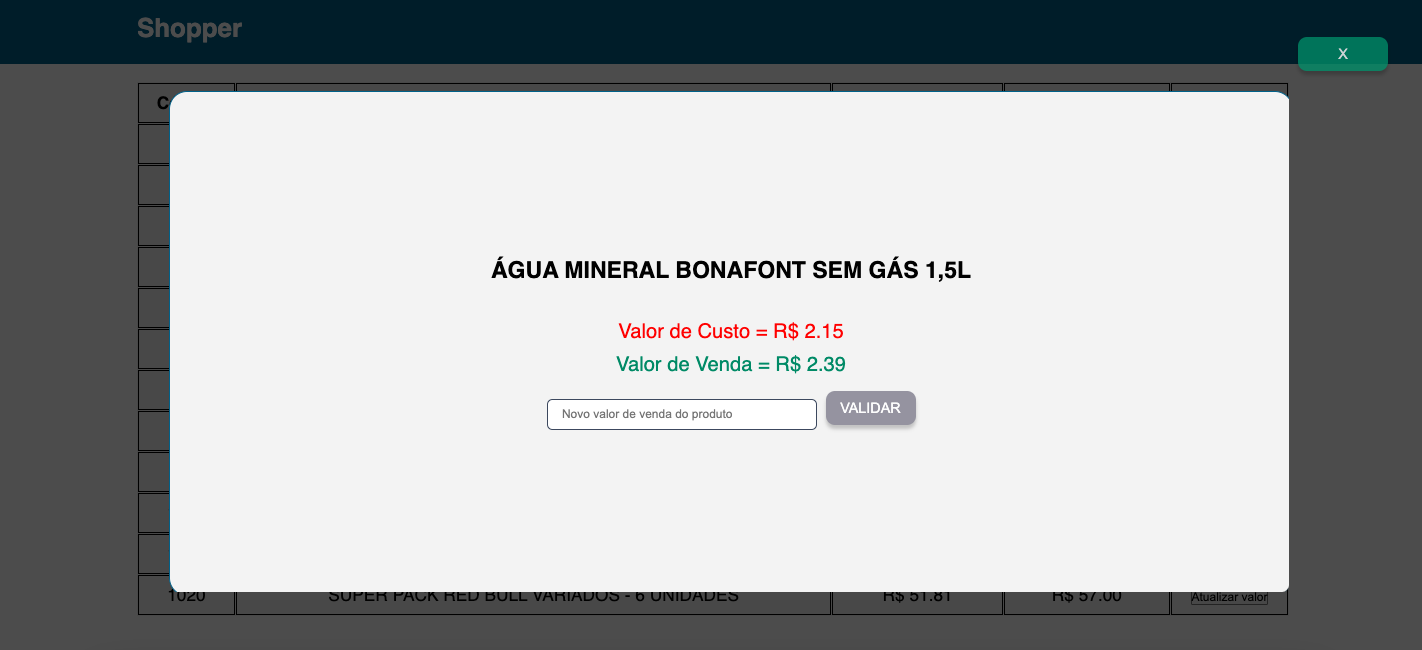 Shopper
X
C
ÁGUA MINERAL BONAFONT SEM GÁS 1,5L
Valor de Custo = R$ 2.15
Valor de Venda = R$ 2.39
Novo valor de venda do produto
VALIDAR
1020 SUPER PACK RED BULL VARIADOS - 6 UNIDADES R$ 51.81 R$ 57.00 Atualizar valor